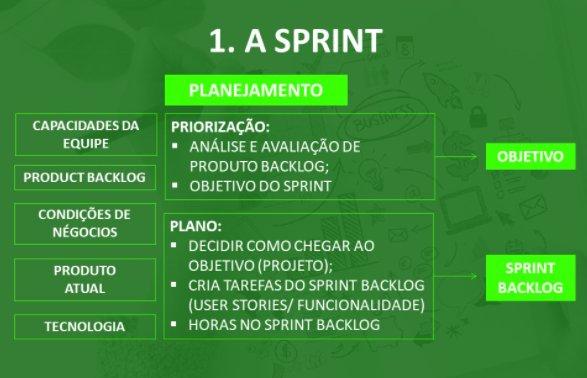 1. A SPRINT
PLANEJAMENTO
CAPACIDADES DA
EQUIPE
PRODUCT BACKLOG
CONDIÇÕES DE
NÉGOCIOS
PRODUTO
ATUAL
TECNOLOGIA
PRIORIZAÇÃO:
▪ ANÁLISE E AVALIAÇÃO DE
PRODUTO BACKLOG;
▪ OBJETIVO DO SPRINT
PLANO:
▪ DECIDIR COMO CHEGAR AO
OBJETIVO (PROJETO);
▪ CRIA TAREFAS DO SPRINT BACKLOG
(USER STORIES/ FUNCIONALIDADE)
▪ HORAS NO SPRINT BACKLOG
OBJETIVO
SPRINT
BACKLOG
BUSINESS